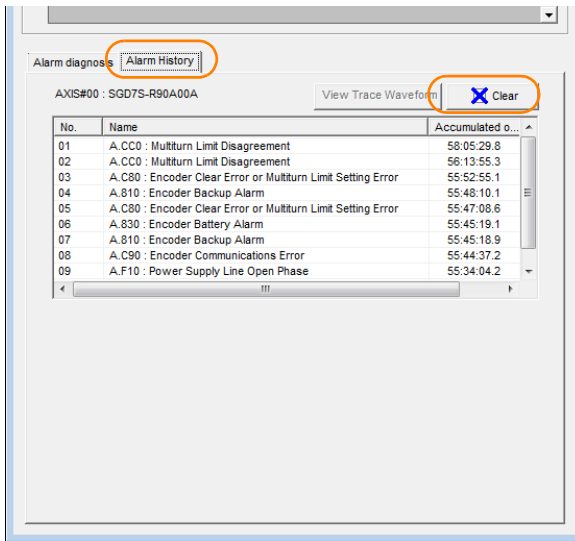 Alarm diagnosis Alarm History
AXIS#00 : SGD7S-R90A00A View Trace Waveform Clear
No. Name Accumulated o...
01 A.CC0 : Multiturn Limit Disagreement 58:05:29.8
02 A.CC0 : Multiturn Limit Disagreement 56:13:55.3
03 A.C80 : Encoder Clear Error or Multiturn Limit Setting Error 55:52:55.1
04 A.810 : Encoder Backup Alarm 55:48:10.1
05 A.C80 : Encoder Clear Error or Multiturn Limit Setting Error 55:47:08.6
06 A.830 : Encoder Battery Alarm 55:45:19.1
07 A.810 : Encoder Backup Alarm 55:45:18.9
08 A.C90 : Encoder Communications Error 55:44:37.2
09 A.F10 : Power Supply Line Open Phase 55:34:04.2